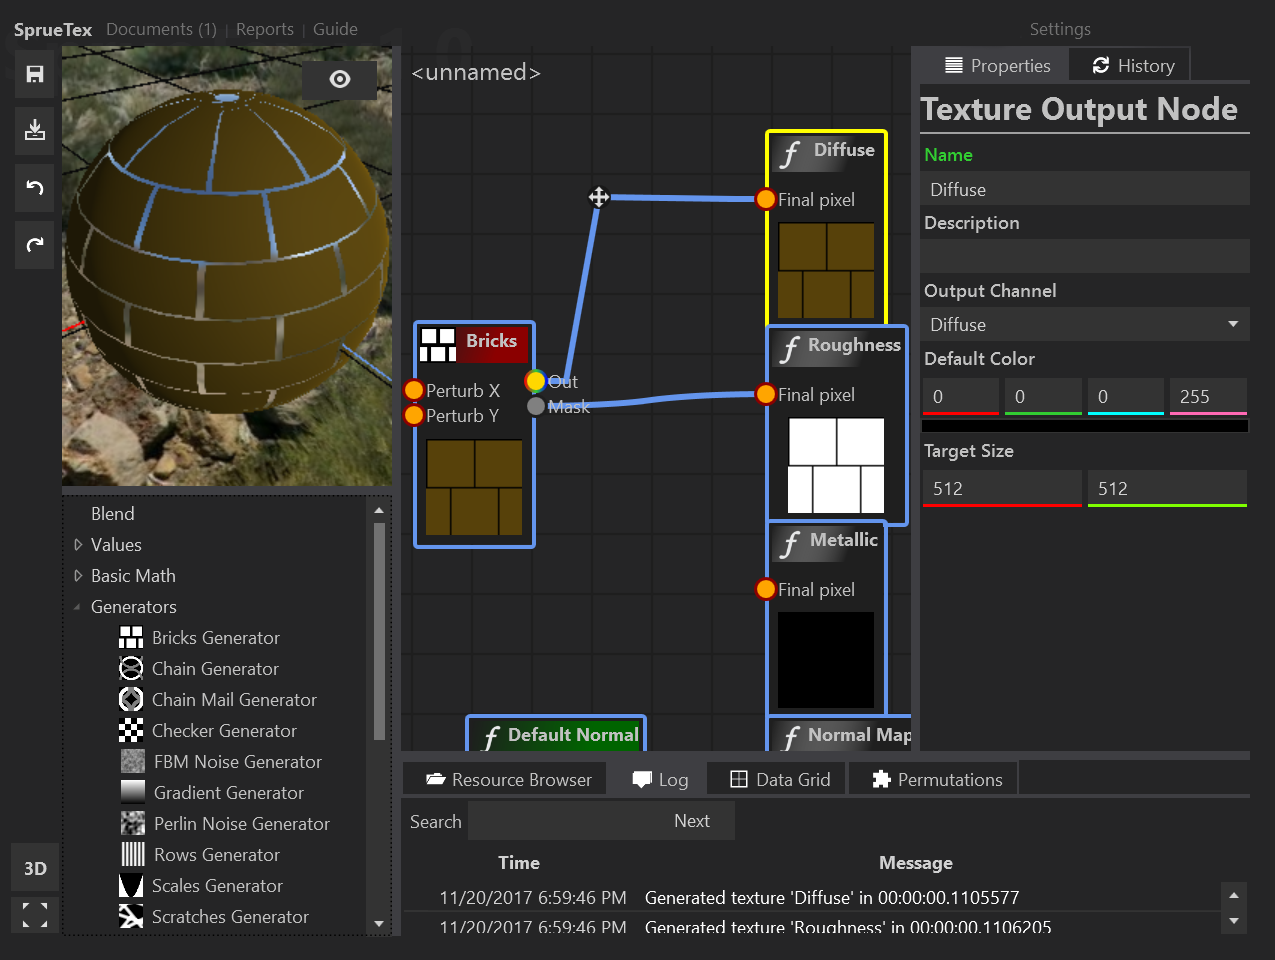 SprueTex Documents (1) | Reports | Guide
Settings
<unnamed>
Properties
History
Texture Output Node
Name
Diffuse
Description
Output Channel
Diffuse
Default Color
0 0 0 255
Target Size
512 512
Diffuse
Final pixel
Roughness
Final pixel
Metallic
Final pixel
Normal Map
Bricks
Out
Mask
Perturb X
Perturb Y
Default Normal
Blend
Values
Basic Math
Generators
Bricks Generator
Chain Generator
Chain Mail Generator
Checker Generator
FBM Noise Generator
Gradient Generator
Perlin Noise Generator
Rows Generator
Scales Generator
Scratches Generator
3D
Resource Browser
Log
Data Grid
Permutations
Search Next
Time Message
11/20/2017 6:59:46 PM Generated texture 'Diffuse' in 00:00:00.1105577
11/20/2017 6:59:46 PM Generated texture 'Roughness' in 00:00:00.1106205